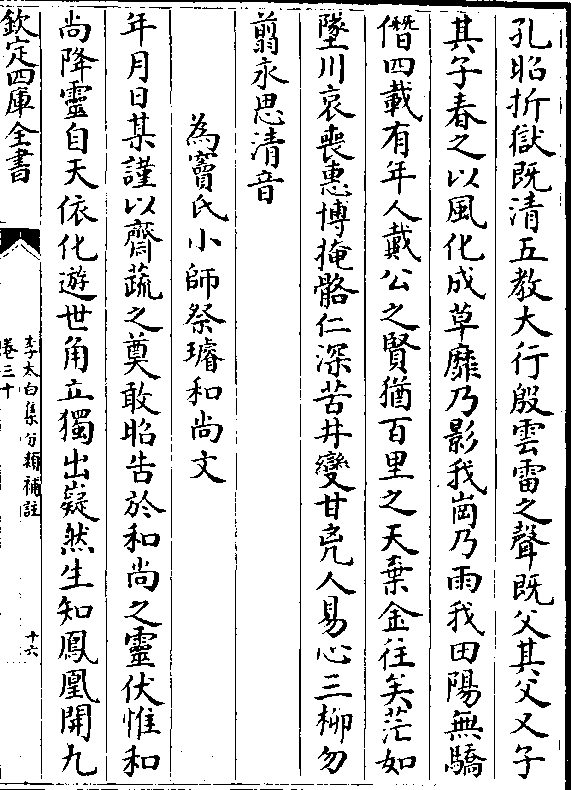 孔昭折獄既清五教大行殷雲雷之聲既父其父又子
其子春之以風化成草靡乃影我崗乃雨我田陽無驕
僭四載有年人戴公之賢猶百里之天棄金往矣茫如
墜川哀喪惠博掩骼仁深苦井變甘㐫人易心三柳勿
翦永思清音
為竇氏小師祭璿和尚文
年月日某謹以齋蔬之奠敢昭告於和尚之靈伏惟和
尚降靈自天依化遊世角立獨出嶷然生知鳳凰開九
欽定四庫全書
李太白集分類補註
卷三十
十六